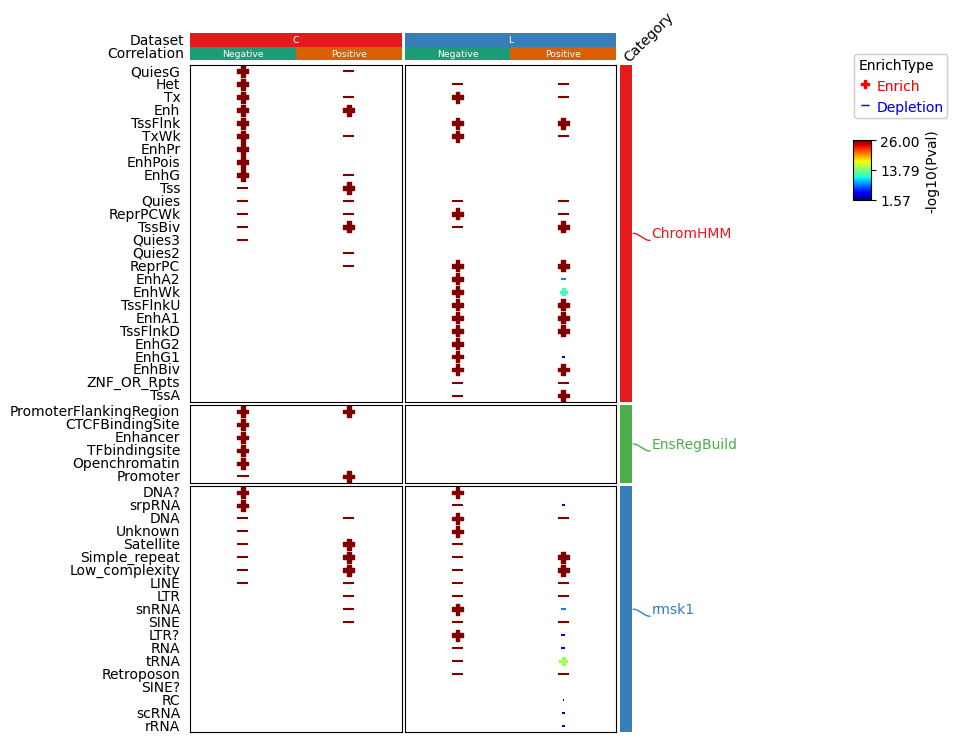 Dataset
C
L
Category
Correlation
Negative
Positive
Negative
Positive
EnrichType
Enrich
Depletion
26.00
13.79
1.57
-log10(Pval)
QuiesG
Het
Tx
Enh
TssFlnk
TxWk
EnhPr
EnhPois
EnhG
Tss
Quies
ReprPCWk
TssBiv
Quies3
Quies2
ReprPC
EnhA2
EnhWk
TssFlnkU
EnhA1
TssFlnkD
EnhG2
EnhG1
EnhBiv
ZNF_OR_Rpts
TssA
ChromHMM
PromoterFlankingRegion
CTCFBindingSite
Enhancer
TFbindingsite
Openchromatin
Promoter
EnsRegBuild
DNA?
srpRNA
DNA
Unknown
Satellite
Simple_repeat
Low_complexity
LINE
LTR
snRNA
SINE
LTR?
RNA
tRNA
Retroposon
SINE?
RC
scRNA
rRNA
rmsk1